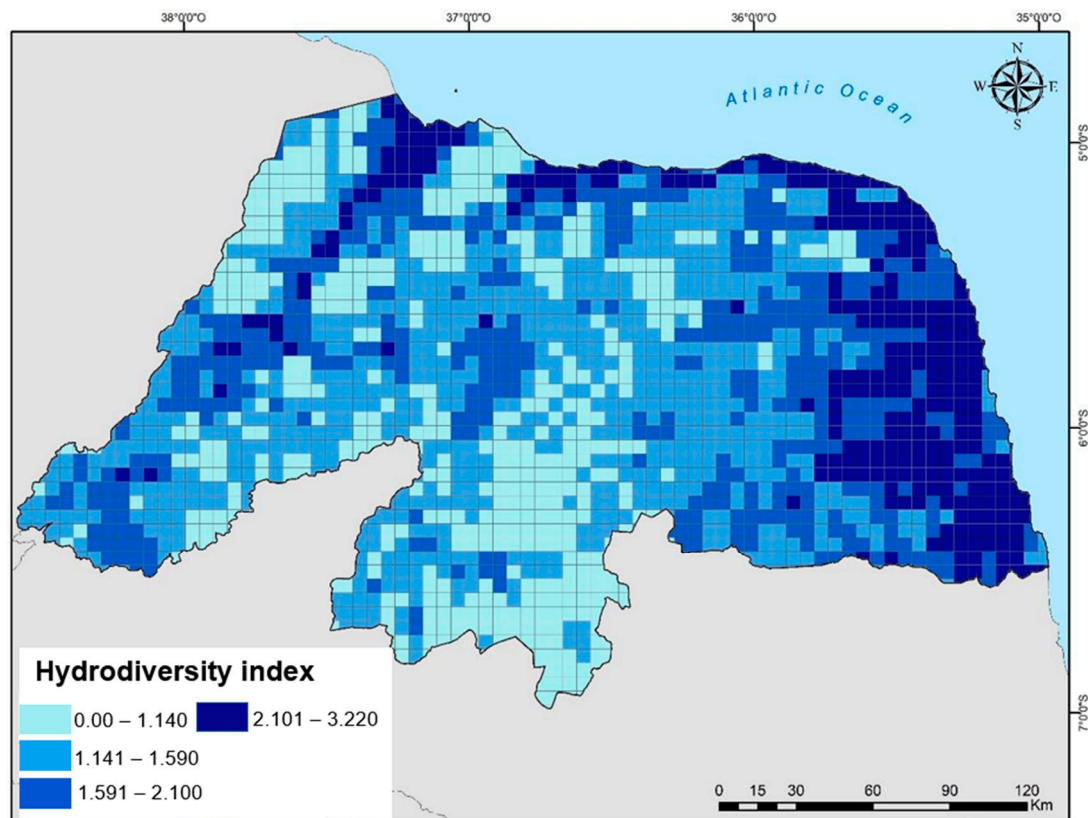 38°0'0"O 37°0'0"O 36°0'0"O 35°0'0"O
N
W E
S
Atlantic Ocean
5°0'0"S
6°0'0"S
7°0'0"S
Hydrodiversity index
0.00 – 1.140 2.101 – 3.220
1.141 – 1.590
1.591 – 2.100
0 15 30 60 90 120
Km